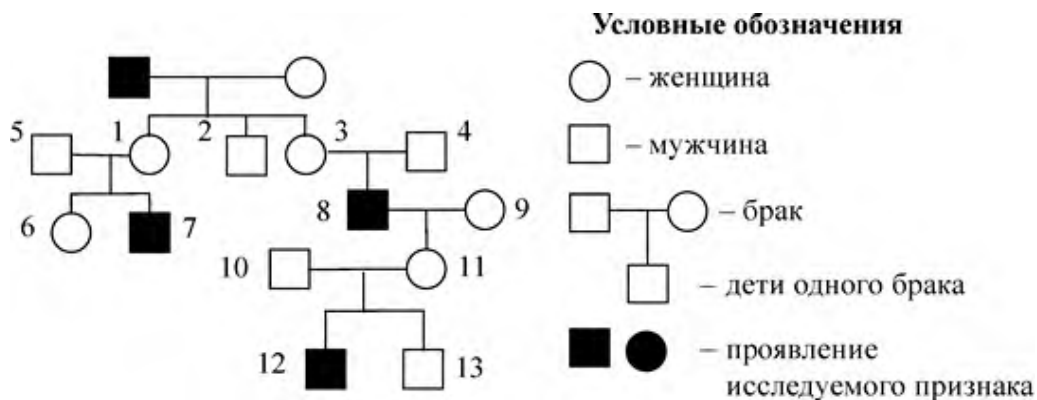 Условные обозначения
– женщина
– мужчина
– брак
– дети одного брака
– проявление
исследуемого признака
5 1 2 3 4
6 7 8 9
10 11
12 13